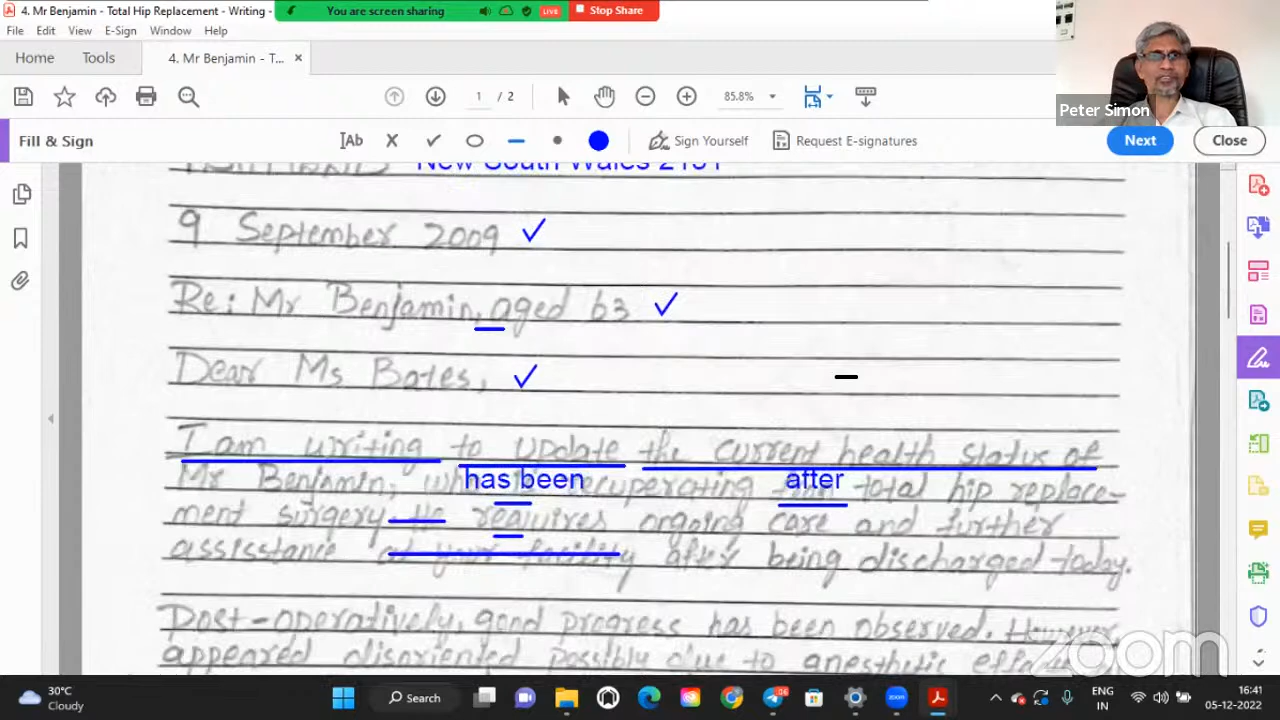 4. Mr Benjamin - Total Hip Replacement - Writing -
You are screen sharing
LIVE
Stop Share
File Edit View E-Sign Window Help
Home Tools 4. Mr Benjamin - T... ×
1 / 2 85.8%
Peter Simon
Fill & Sign
Ab
Sign Yourself
Request E-signatures
Next
Close
New South Wales 2131
9 September 2009
Re: Mr Benjamin, aged 63
Dear Ms Bates,
I am writing to update the current health status of
has been after
Mr Benjamin, who recuperating total hip replace-
ment surgery. He requires ongoing care and further
assisstance at your facility after being discharged today.
Post-operatively, good progress has been observed. However,
appeared disoriented possibly due to anesthetic effect
zoom
30°C
Cloudy
Search
ENG
IN
16:41
05-12-2022